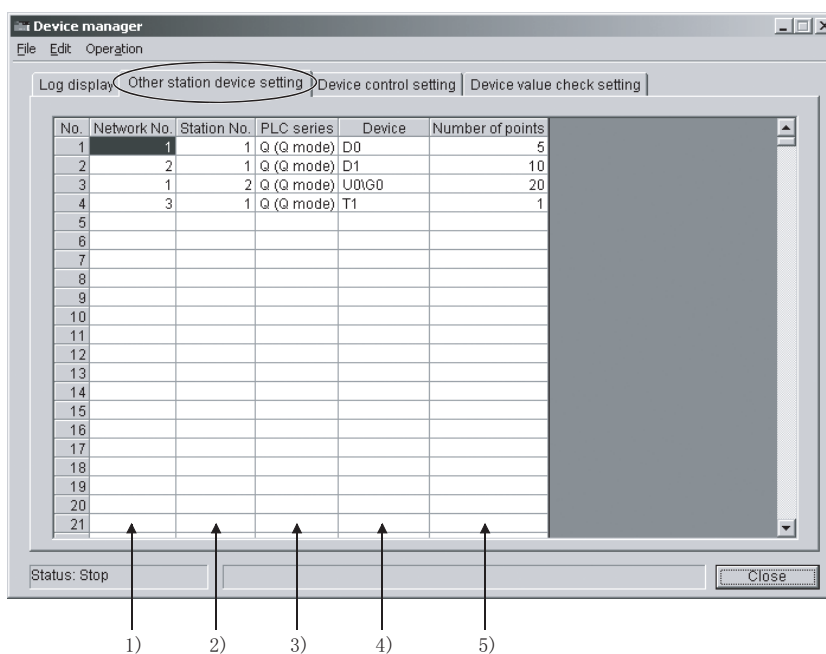 Device manager
File Edit Operation
Log display Other station device setting Device control setting Device value check setting
No. Network No. Station No. PLC series Device Number of points
1 1 1 Q (Q mode) D0 5
2 2 1 Q (Q mode) D1 10
3 1 2 Q (Q mode) U0\G0 20
4 3 1 Q (Q mode) T1 1
5
6
7
8
9
10
11
12
13
14
15
16
17
18
19
20
21
Status: Stop Close
1) 2) 3) 4) 5)